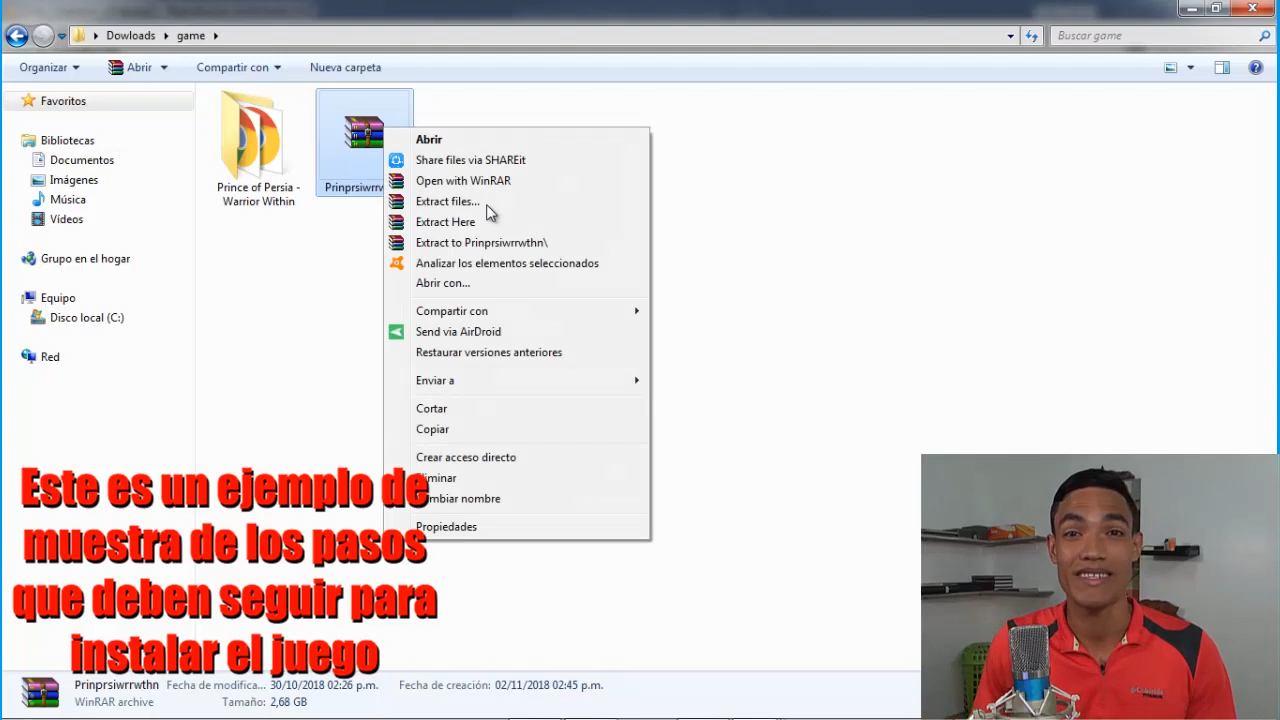 Dowloads
game
Buscar game
Organizar
Abrir
Compartir con
Nueva carpeta
Favoritos
Bibliotecas
Documentos
Imágenes
Música
Vídeos
Grupo en el hogar
Equipo
Disco local (C:)
Red
Prince of Persia -
Warrior Within
Abrir
Share files via SHAREit
Open with WinRAR
Extract files...
Extract Here
Extract to Prinprsiwrrwthn\
Analizar los elementos seleccionados
Abrir con...
Compartir con
Send via AirDroid
Restaurar versiones anteriores
Enviar a
Cortar
Copiar
Crear acceso directo
Propiedades
Este es un ejemplo de
muestra de los pasos
que deben seguir para
instalar el juego
Prinprsiwrrwthn
Fecha de modifica... 30/10/2018 02:26 p.m.
Fecha de creación: 02/11/2018 02:45 p.m.
WinRAR archive
Tamaño: 2,68 GB
Columbia